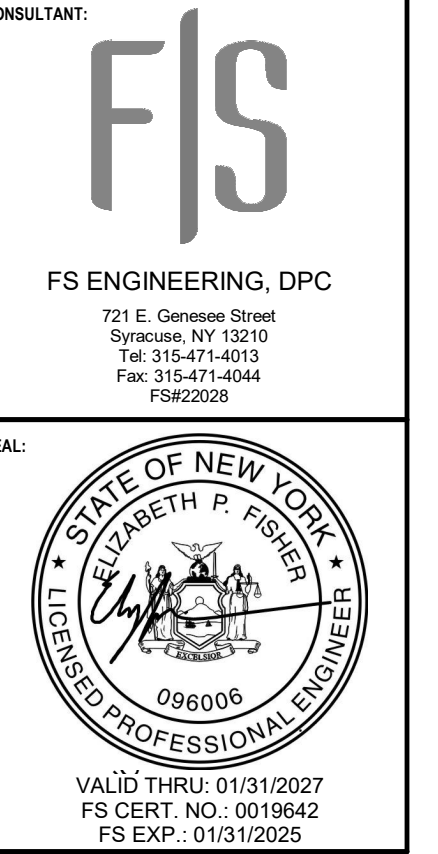 ONSULTANT:
F|S
FS ENGINEERING, DPC
721 E. Genesee Street
Syracuse, NY 13210
Tel: 315-471-4013
Fax: 315-471-4044
FS#22028
EAL:
STATE OF NEW YORK
ELIZABETH P. FISHER
EXCELSIOR
096006
LICENSED PROFESSIONAL ENGINEER
VALID THRU: 01/31/2027
FS CERT. NO.: 0019642
FS EXP.: 01/31/2025